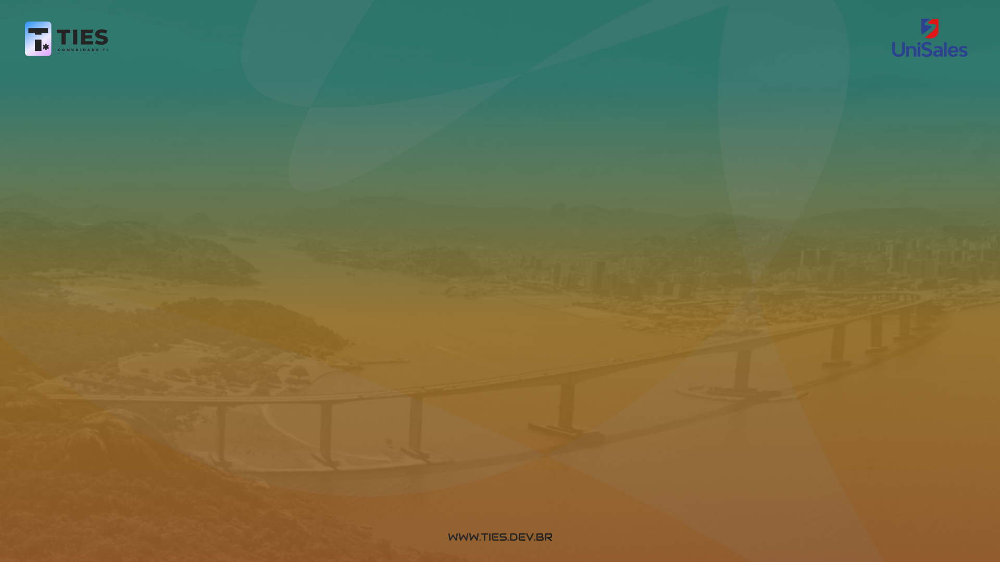 T.*
TIES
COMUNIDADE TI
UniSales
WWW.TIES.DEV.BR